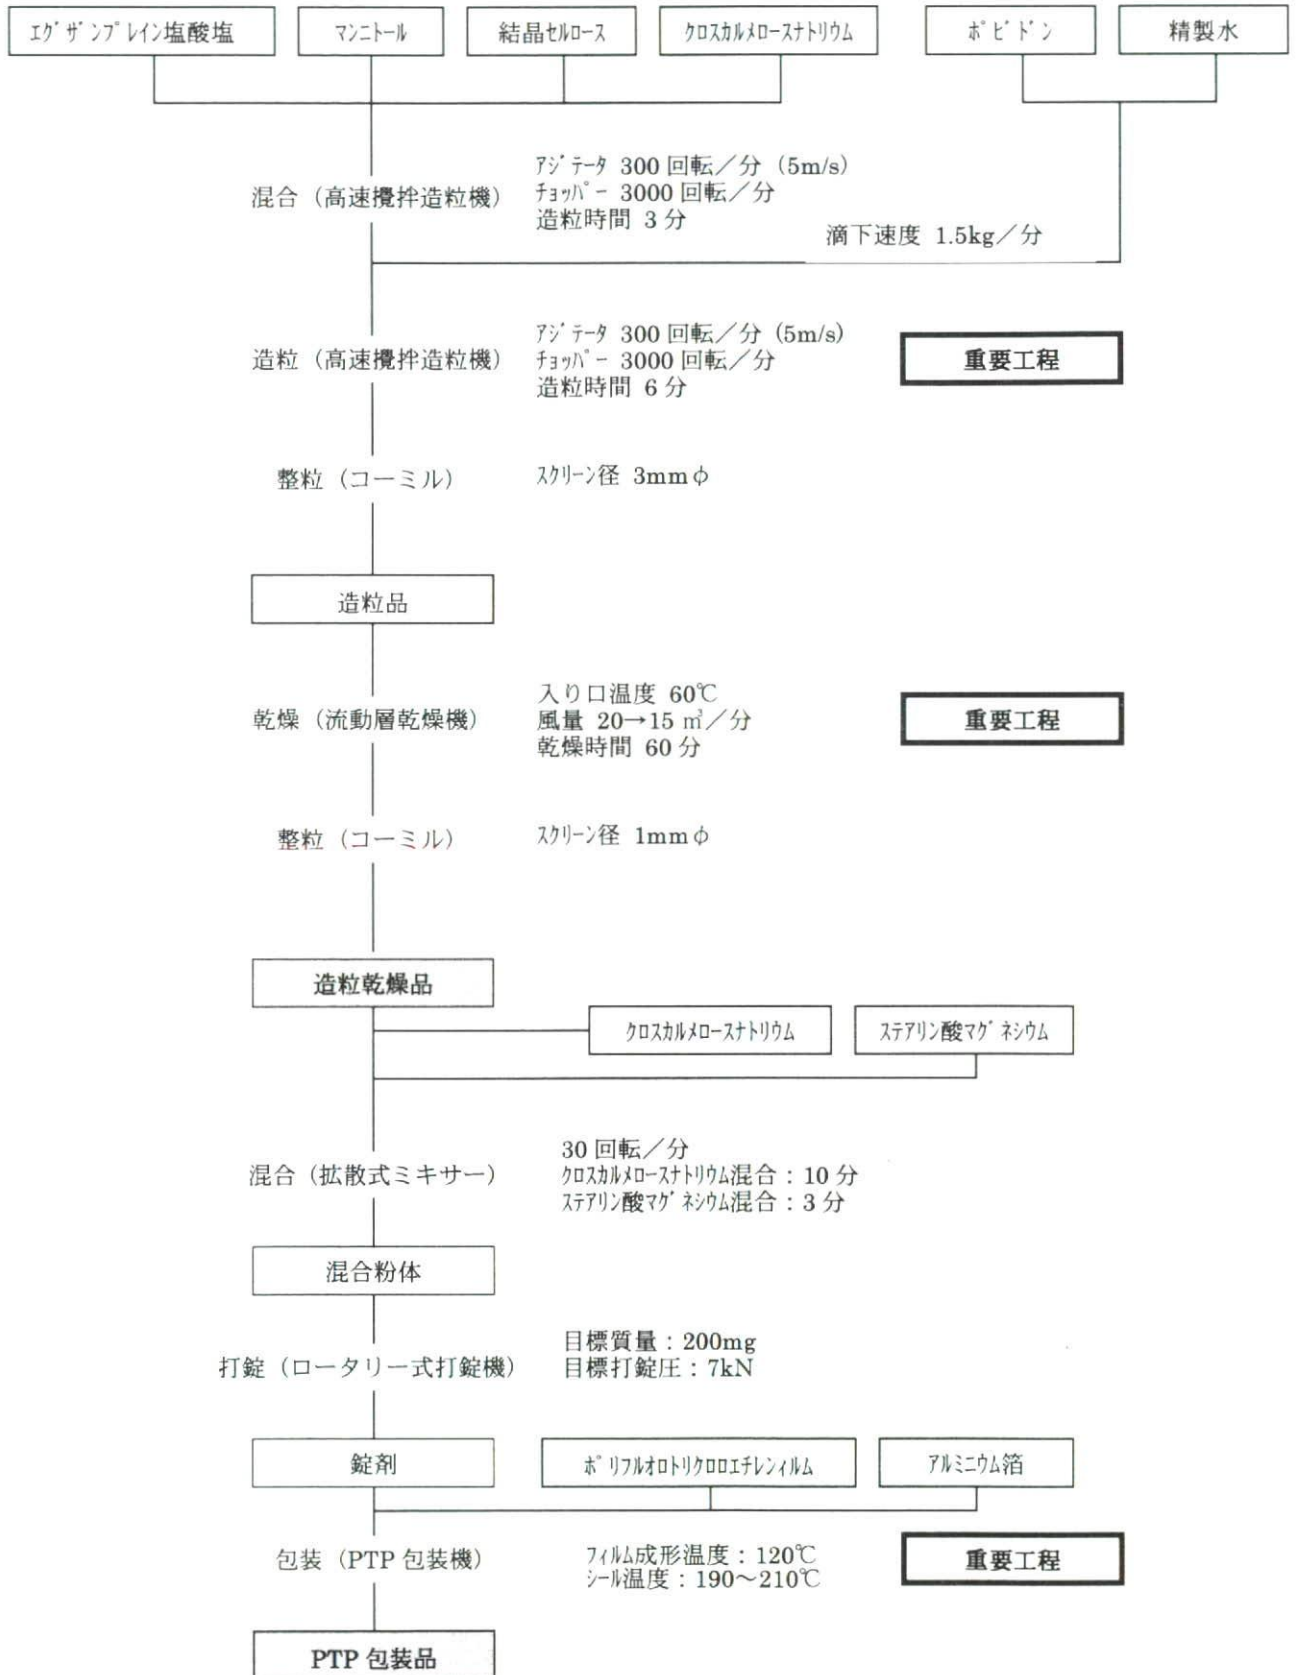 ｴｸﾞｻﾞﾝﾌﾟﾚｲﾝ塩酸塩
ﾏﾝﾆﾄｰﾙ
結晶ｾﾙﾛｰｽ
ｸﾛｽｶﾙﾒﾛｰｽﾅﾄﾘｳﾑ
ﾎﾟﾋﾞﾄﾞﾝ
精製水
混合（高速攪拌造粒機）
ｱｼﾞﾃｰﾀ 300 回転／分 (5m/s)
ﾁｮｯﾊﾟｰ 3000 回転／分
造粒時間 3 分
滴下速度 1.5kg／分
造粒（高速攪拌造粒機）
ｱｼﾞﾃｰﾀ 300 回転／分 (5m/s)
ﾁｮｯﾊﾟｰ 3000 回転／分
造粒時間 6 分
重要工程
整粒（コーミル）
ｽｸﾘｰﾝ径 3mmφ
造粒品
乾燥（流動層乾燥機）
入り口温度 60℃
風量 20→15 ㎥／分
乾燥時間 60 分
重要工程
整粒（コーミル）
ｽｸﾘｰﾝ径 1mmφ
造粒乾燥品
ｸﾛｽｶﾙﾒﾛｰｽﾅﾄﾘｳﾑ
ｽﾃｱﾘﾝ酸ﾏｸﾞﾈｼｳﾑ
混合（拡散式ミキサー）
30 回転／分
ｸﾛｽｶﾙﾒﾛｰｽﾅﾄﾘｳﾑ混合：10 分
ｽﾃｱﾘﾝ酸ﾏｸﾞﾈｼｳﾑ混合：3 分
混合粉体
打錠（ロータリー式打錠機）
目標質量：200mg
目標打錠圧：7kN
錠剤
ﾎﾟﾘﾌﾙｵﾛﾄﾘｸﾛﾛｴﾁﾚﾝｨﾙﾑ
ｱﾙﾐﾆｳﾑ箔
包装（PTP 包装機）
ﾌｨﾙﾑ成形温度：120℃
ｼｰﾙ温度：190～210℃
重要工程
PTP 包装品